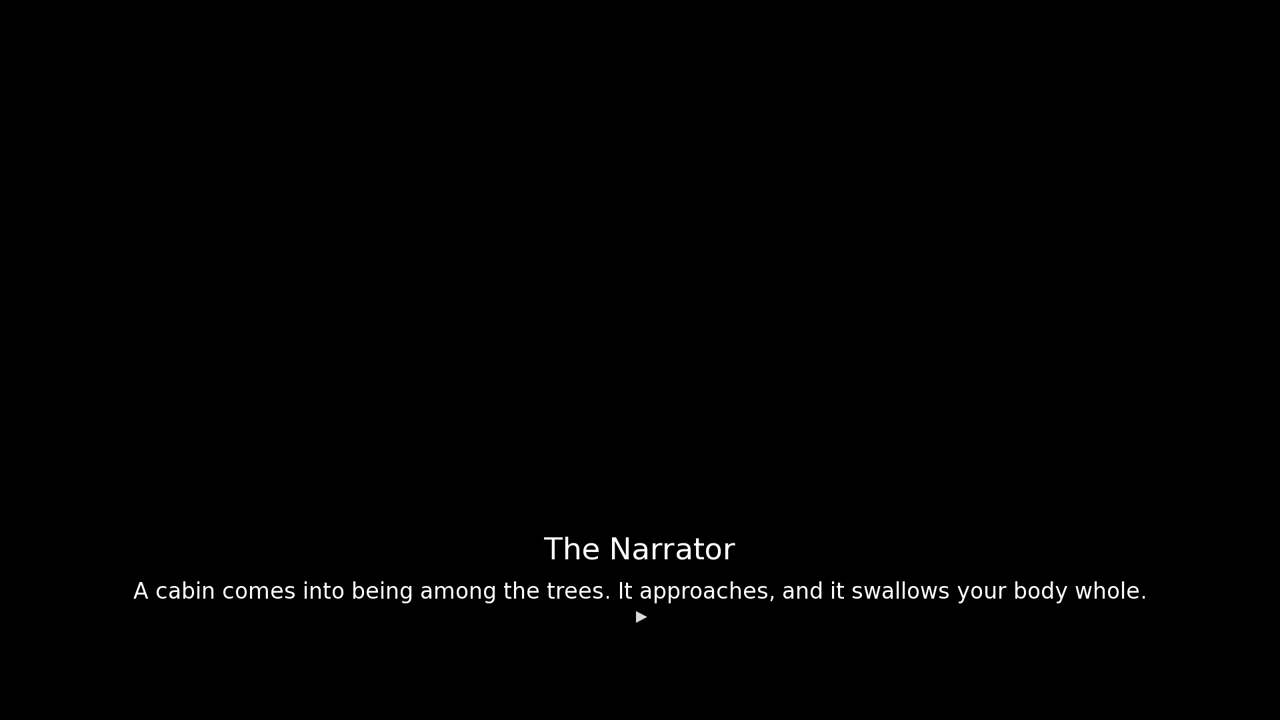 The Narrator
A cabin comes into being among the trees. It approaches, and it swallows your body whole.